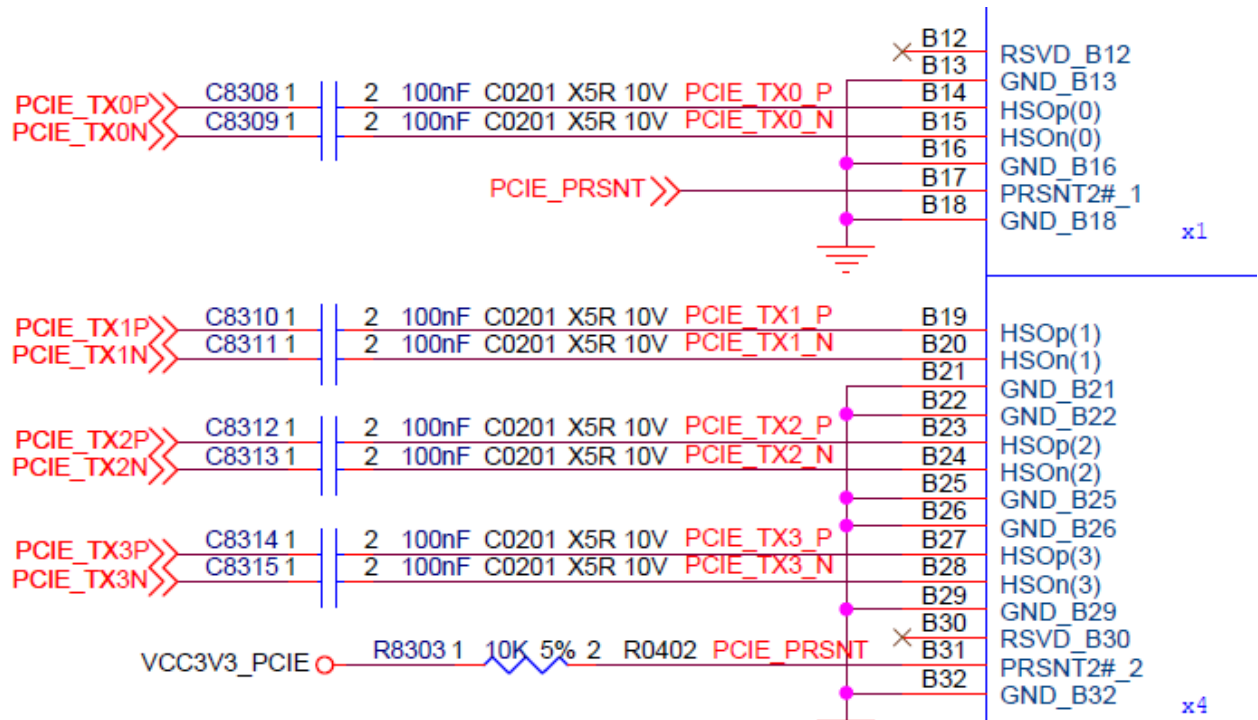 B12 RSVD_B12
B13 GND_B13
PCIE_TX0P C8308 1 2 100nF C0201 X5R 10V PCIE_TX0_P B14 HSOp(0)
PCIE_TX0N C8309 1 2 100nF C0201 X5R 10V PCIE_TX0_N B15 HSOn(0)
B16 GND_B16
PCIE_PRSNT B17 PRSNT2#_1
B18 GND_B18
x1
PCIE_TX1P C8310 1 2 100nF C0201 X5R 10V PCIE_TX1_P B19 HSOp(1)
PCIE_TX1N C8311 1 2 100nF C0201 X5R 10V PCIE_TX1_N B20 HSOn(1)
B21 GND_B21
B22 GND_B22
PCIE_TX2P C8312 1 2 100nF C0201 X5R 10V PCIE_TX2_P B23 HSOp(2)
PCIE_TX2N C8313 1 2 100nF C0201 X5R 10V PCIE_TX2_N B24 HSOn(2)
B25 GND_B25
B26 GND_B26
PCIE_TX3P C8314 1 2 100nF C0201 X5R 10V PCIE_TX3_P B27 HSOp(3)
PCIE_TX3N C8315 1 2 100nF C0201 X5R 10V PCIE_TX3_N B28 HSOn(3)
B29 GND_B29
B30 RSVD_B30
VCC3V3_PCIE R8303 1 10K 5% 2 R0402 PCIE_PRSNT B31 PRSNT2#_2
B32 GND_B32
x4